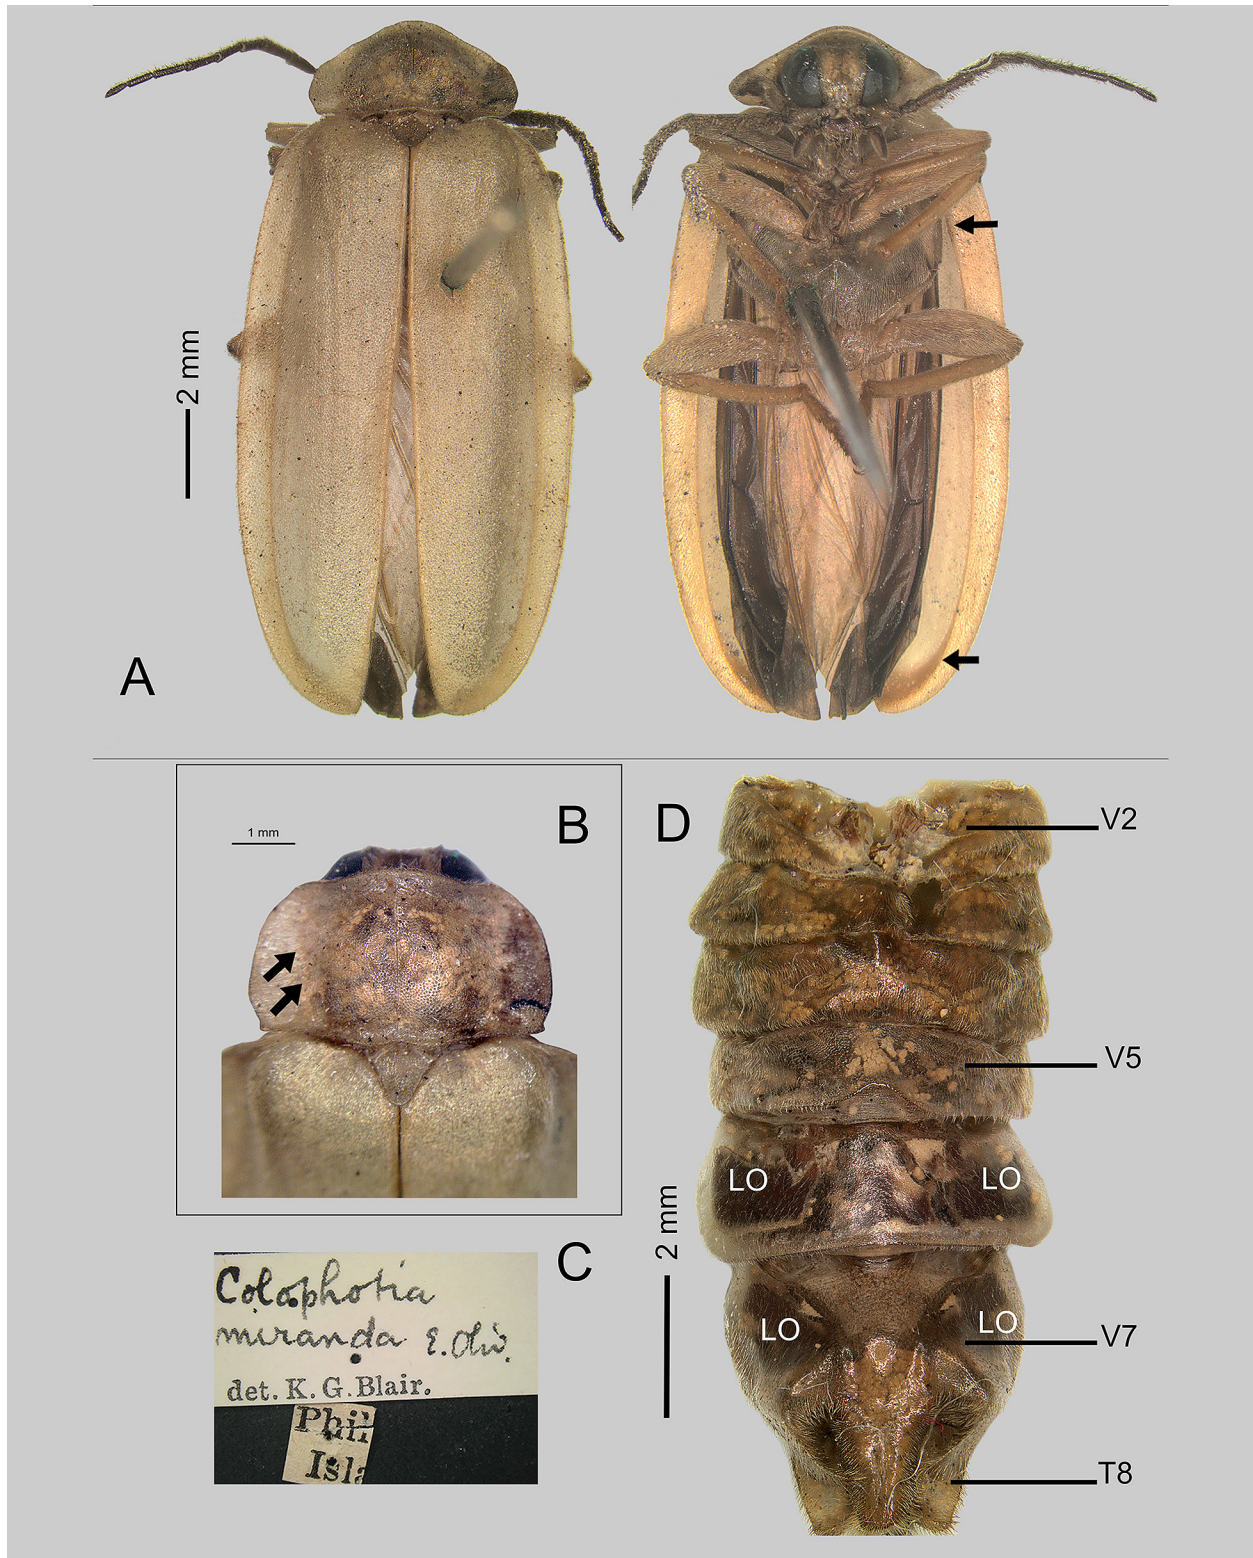 2 mm
A
B
1 mm
C
Colophotia
miranda E. Oliv.
det. K. G. Blair.
Phil
Isla
D
V2
V5
LO LO
2 mm
LO LO
V7
T8